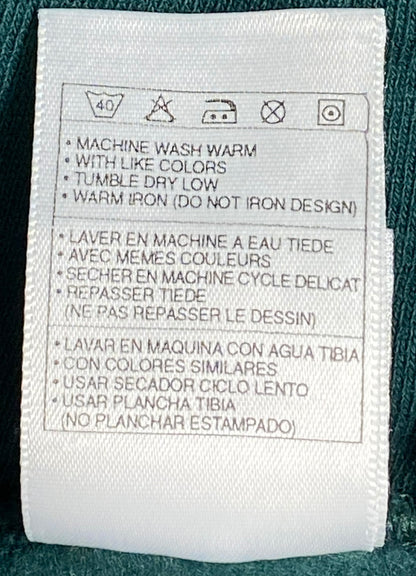 40
• MACHINE WASH WARM
• WITH LIKE COLORS
• TUMBLE DRY LOW
• WARM IRON (DO NOT IRON DESIGN)
• LAVER EN MACHINE A EAU TIEDE
• AVEC MEMES COULEURS
• SECHER EN MACHINE CYCLE DELICAT
• REPASSER TIEDE
(NE PAS REPASSER LE DESSIN)
• LAVAR EN MAQUINA CON AGUA TIBIA
• CON COLORES SIMILARES
• USAR SECADOR CICLO LENTO
• USAR PLANCHA TIBIA
(NO PLANCHAR ESTAMPADO)